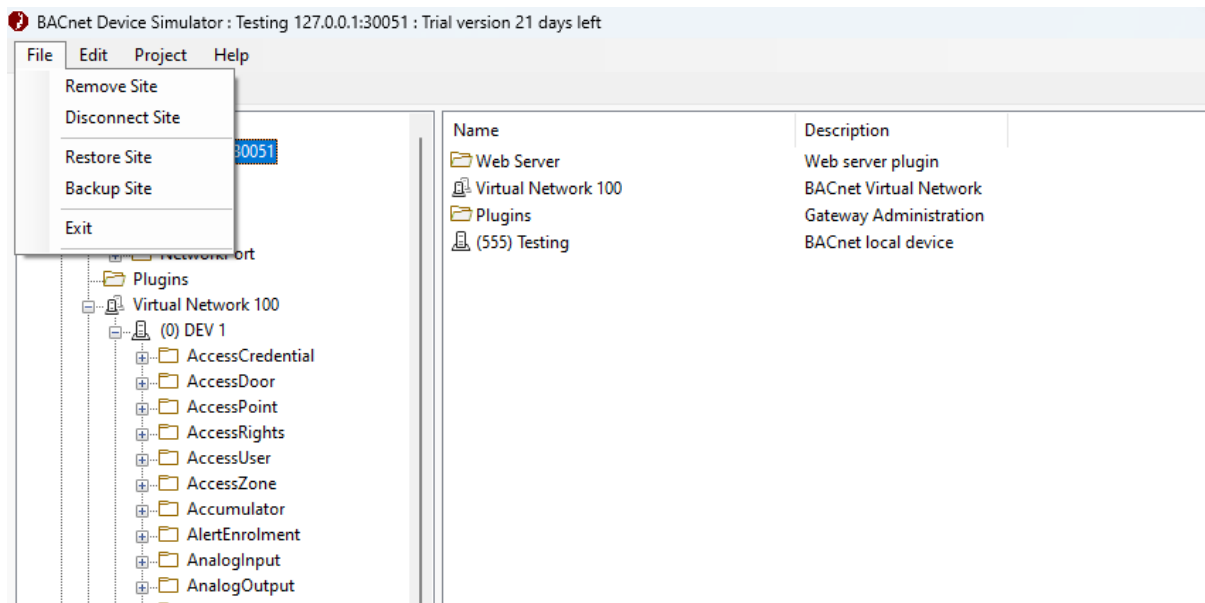 BACnet Device Simulator : Testing 127.0.0.1:30051 : Trial version 21 days left
File Edit Project Help
Remove Site
Disconnect Site
Restore Site
Backup Site
Exit
30051
NetworkPort
Plugins
Virtual Network 100
(0) DEV 1
AccessCredential
AccessDoor
AccessPoint
AccessRights
AccessUser
AccessZone
Accumulator
AlertEnrolment
AnalogInput
AnalogOutput
Name Description
Web Server Web server plugin
Virtual Network 100 BACnet Virtual Network
Plugins Gateway Administration
(555) Testing BACnet local device